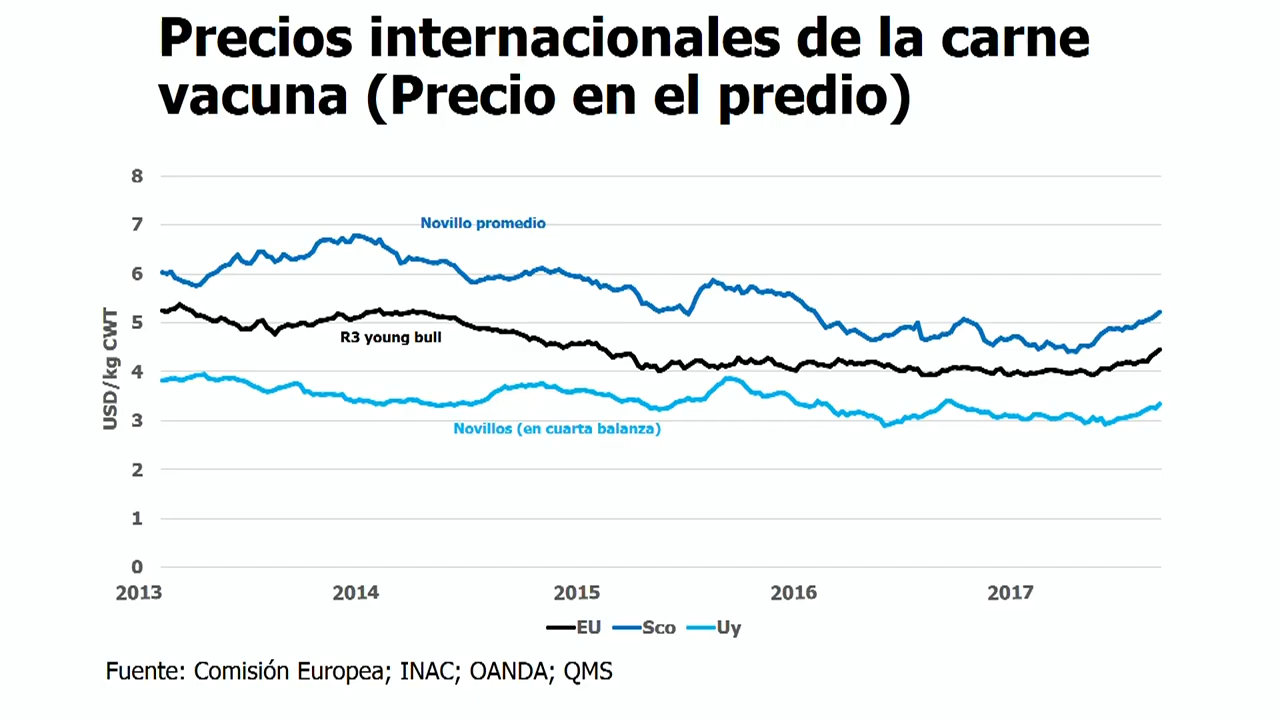 Precios internacionales de la carne
vacuna (Precio en el predio)
8
7
6
5
4
3
2
1
0
USD/kg CWT
Novillo promedio
R3 young bull
Novillos (en cuarta balanza)
2013 2014 2015 2016 2017
EU Sco Uy
Fuente: Comisión Europea; INAC; OANDA; QMS